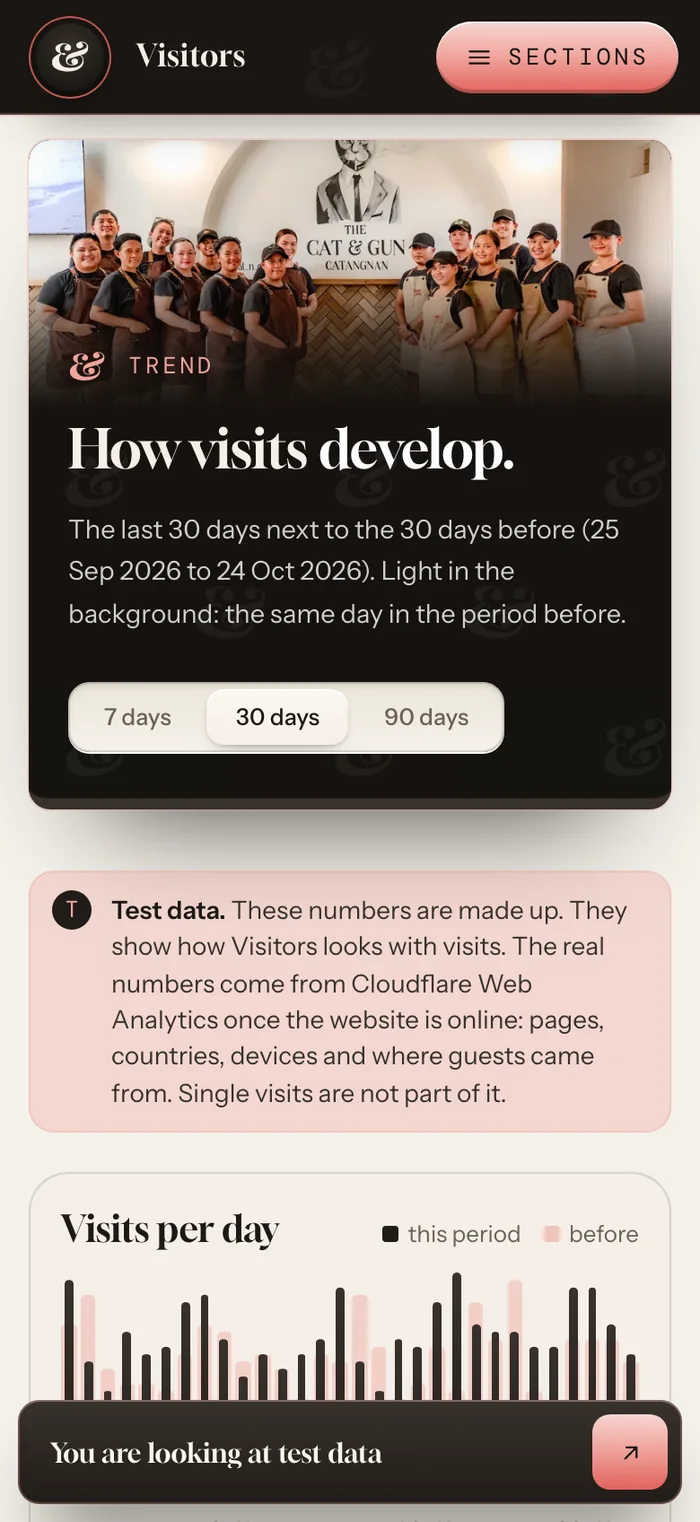 &
Visitors
SECTIONS
THE
CAT & GUN
CATANGNAN
& TREND
How visits develop.
The last 30 days next to the 30 days before (25
Sep 2026 to 24 Oct 2026). Light in the
background: the same day in the period before.
7 days
30 days
90 days
T
Test data. These numbers are made up. They
show how Visitors looks with visits. The real
numbers come from Cloudflare Web
Analytics once the website is online: pages,
countries, devices and where guests came
from. Single visits are not part of it.
Visits per day
this period
before
You are looking at test data